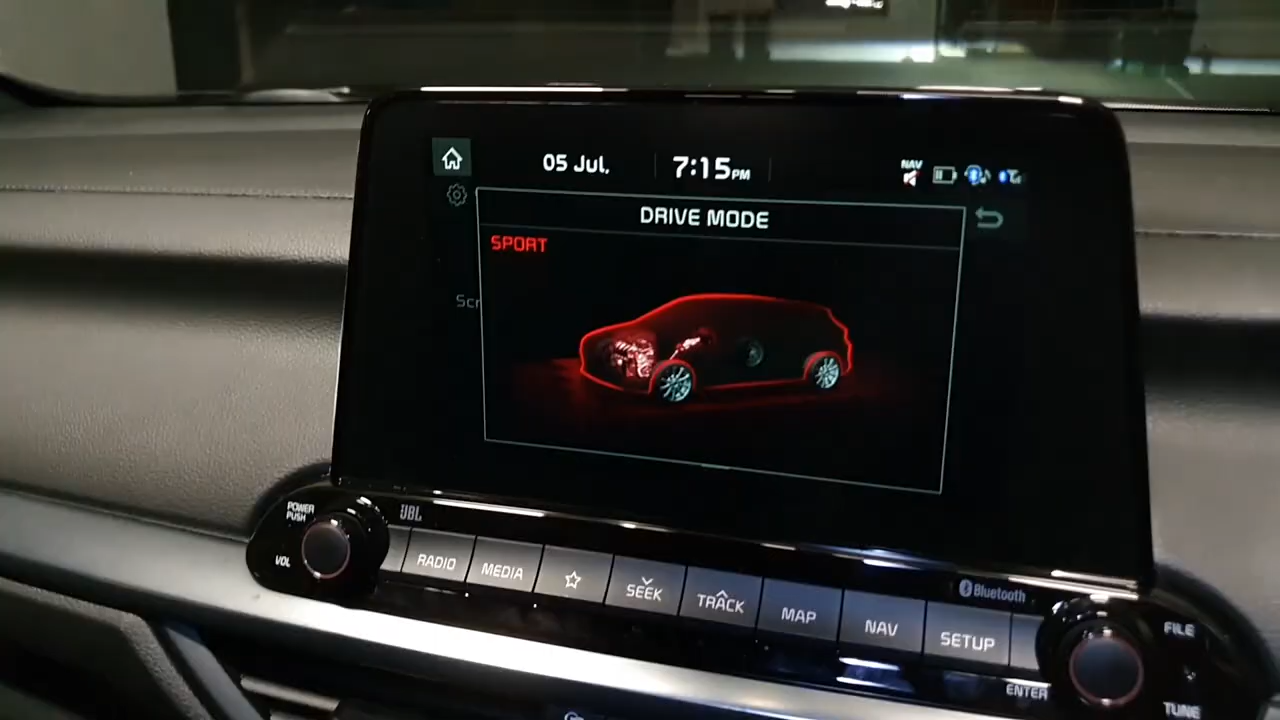 05 Jul.
7:15PM
NAV
DRIVE MODE
SPORT
Scr
POWER
PUSH
VOL
JBL
RADIO
MEDIA
SEEK
TRACK
MAP
NAV
SETUP
Bluetooth
FILE
ENTER
TUNE